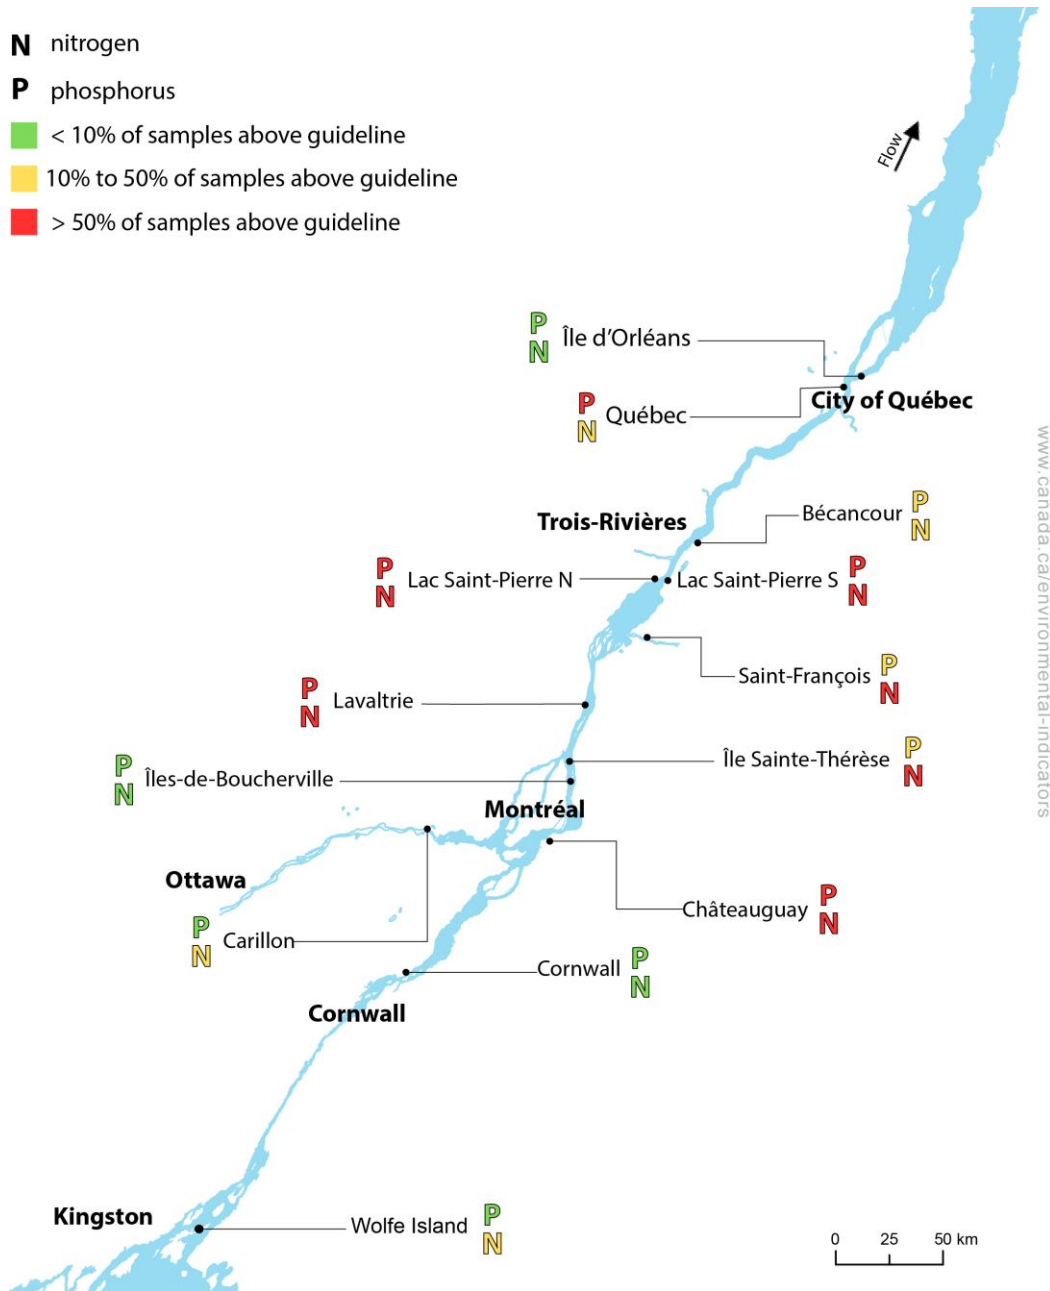 N nitrogen
P phosphorus
< 10% of samples above guideline
10% to 50% of samples above guideline
> 50% of samples above guideline
Flow
P
N
Île d’Orléans
City of Québec
P
N
Québec
Trois-Rivières
Bécancour
P
N
P
N
Lac Saint-Pierre N
Lac Saint-Pierre S
P
N
Saint-François
P
N
P
N
Lavaltrie
Île Sainte-Thérèse
P
N
P
N
Îles-de-Boucherville
Montréal
Ottawa
Châteauguay
P
N
P
N
Carillon
Cornwall
P
N
Cornwall
Kingston
Wolfe Island
P
N
0 25 50 km
www.canada.ca/environmental-indicators